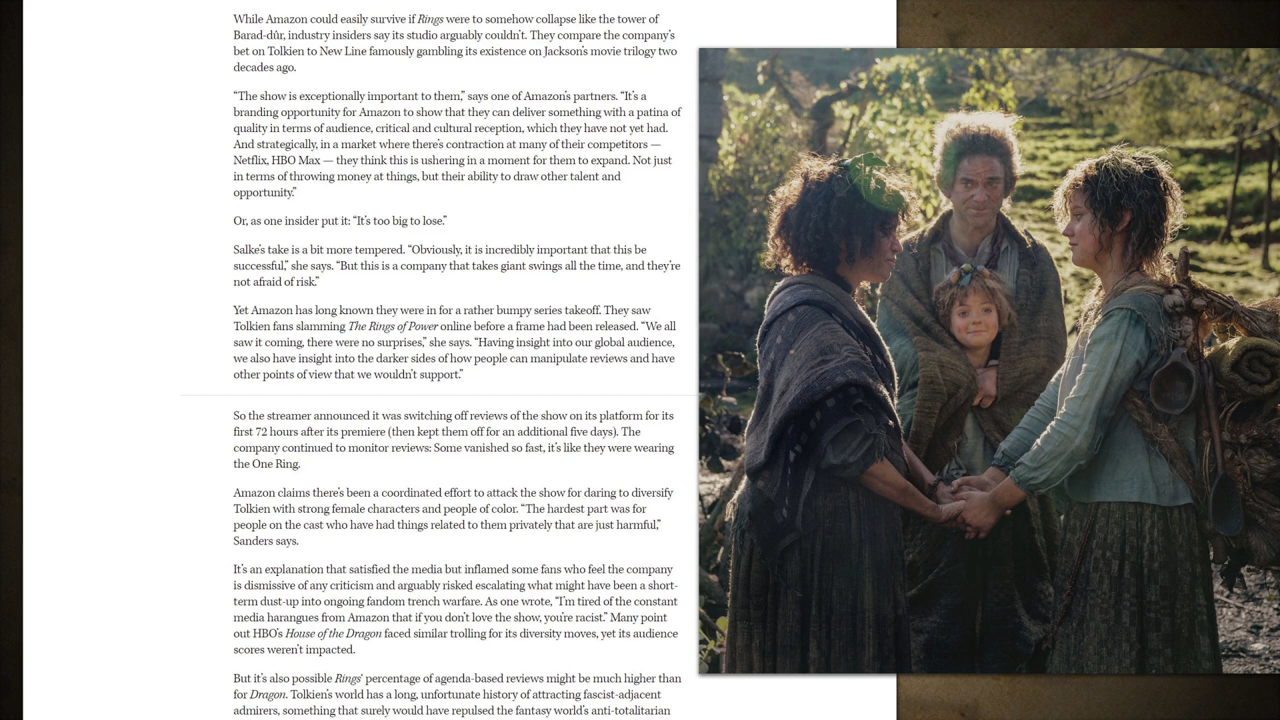 While Amazon could easily survive if Rings were to somehow collapse like the tower of
Barad-dûr, industry insiders say its studio arguably couldn't. They compare the company's
bet on Tolkien to New Line famously gambling its existence on Jackson's movie trilogy two
decades ago.
“The show is exceptionally important to them,” says one of Amazon's partners. “It's a
branding opportunity for Amazon to show that they can deliver something with a patina of
quality in terms of audience, critical and cultural reception, which they have not yet had.
And strategically, in a market where there's contraction at many of their competitors —
Netflix, HBO Max — they think this is ushering in a moment for them to expand. Not just
in terms of throwing money at things, but their ability to draw other talent and
opportunity.”
Or, as one insider put it: “It's too big to lose.”
Salke's take is a bit more tempered. “Obviously, it is incredibly important that this be
successful,” she says. “But this is a company that takes giant swings all the time, and they're
not afraid of risk.”
Yet Amazon has long known they were in for a rather bumpy series takeoff. They saw
Tolkien fans slamming The Rings of Power online before a frame had been released. “We all
saw it coming, there were no surprises,” she says. “Having insight into our global audience,
we also have insight into the darker sides of how people can manipulate reviews and have
other points of view that we wouldn't support.”
So the streamer announced it was switching off reviews of the show on its platform for its
first 72 hours after its premiere (then kept them off for an additional five days). The
company continued to monitor reviews: Some vanished so fast, it's like they were wearing
the One Ring.
Amazon claims there's been a coordinated effort to attack the show for daring to diversify
Tolkien with strong female characters and people of color. “The hardest part was for
people on the cast who have had things related to them privately that are just harmful,”
Sanders says.
It's an explanation that satisfied the media but inflamed some fans who feel the company
is dismissive of any criticism and arguably risked escalating what might have been a short-
term dust-up into ongoing fandom trench warfare. As one wrote, “I'm tired of the constant
media harangues from Amazon that if you don't love the show, you're racist.” Many point
out HBO's House of the Dragon faced similar trolling for its diversity moves, yet its audience
scores weren't impacted.
But it's also possible Rings' percentage of agenda-based reviews might be much higher than
for Dragon. Tolkien's world has a long, unfortunate history of attracting fascist-adjacent
admirers, something that surely would have repulsed the fantasy world's anti-totalitarian